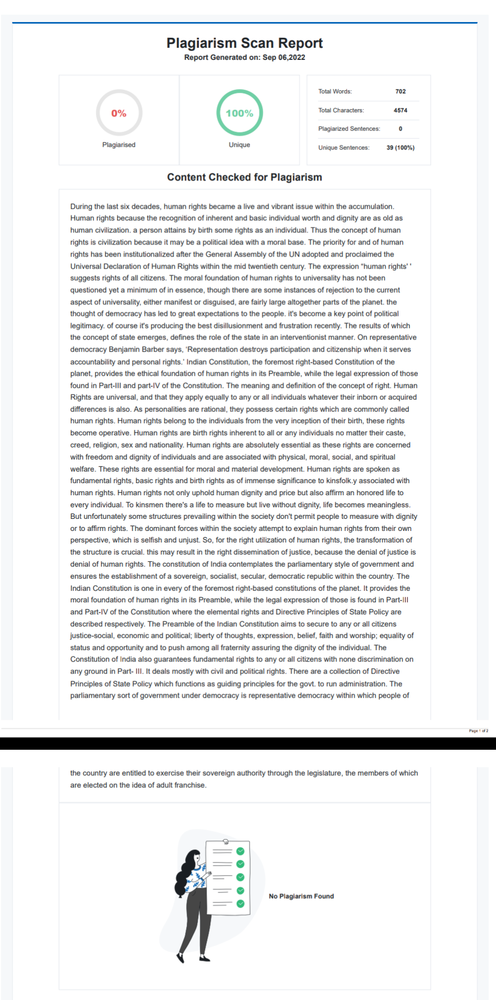 Plagiarism Scan Report
Report Generated on: Sep 06,2022
0%
Plagiarised
100%
Unique
Total Words: 702
Total Characters: 4574
Plagiarized Sentences: 0
Unique Sentences: 39 (100%)
Content Checked for Plagiarism
During the last six decades, human rights became a live and vibrant issue within the accumulation.
Human rights because the recognition of inherent and basic individual worth and dignity are as old as
human civilization. a person attains by birth some rights as an individual. Thus the concept of human
rights is civilization because it may be a political idea with a moral base. The priority for and of human
rights has been institutionalized after the General Assembly of the UN adopted and proclaimed the
Universal Declaration of Human Rights within the mid twentieth century. The expression “human rights' '
suggests rights of all citizens. The moral foundation of human rights to universality has not been
questioned yet a minimum of in essence, though there are some instances of rejection to the current
aspect of universality, either manifest or disguised, are fairly large altogether parts of the planet. the
thought of democracy has led to great expectations to the people. it's become a key point of political
legitimacy. of course it's producing the best disillusionment and frustration recently. The results of which
the concept of state emerges, defines the role of the state in an interventionist manner. On representative
democracy Benjamin Barber says, ‘Representation destroys participation and citizenship when it serves
accountability and personal rights.’ Indian Constitution, the foremost right-based Constitution of the
planet, provides the ethical foundation of human rights in its Preamble, while the legal expression of those
found in Part-III and part-IV of the Constitution. The meaning and definition of the concept of right. Human
Rights are universal, and that they apply equally to any or all individuals whatever their inborn or acquired
differences is also. As personalities are rational, they possess certain rights which are commonly called
human rights. Human rights belong to the individuals from the very inception of their birth, these rights
become operative. Human rights are birth rights inherent to all or any individuals no matter their caste,
creed, religion, sex and nationality. Human rights are absolutely essential as these rights are concerned
with freedom and dignity of individuals and are associated with physical, moral, social, and spiritual
welfare. These rights are essential for moral and material development. Human rights are spoken as
fundamental rights, basic rights and birth rights as of immense significance to kinsfolk.y associated with
human rights. Human rights not only uphold human dignity and price but also affirm an honored life to
every individual. To kinsmen there's a life to measure but live without dignity, life becomes meaningless.
But unfortunately some structures prevailing within the society don't permit people to measure with dignity
or to affirm rights. The dominant forces within the society attempt to explain human rights from their own
perspective, which is selfish and unjust. So, for the right utilization of human rights, the transformation of
the structure is crucial. this may result in the right dissemination of justice, because the denial of justice is
denial of human rights. The constitution of India contemplates the parliamentary style of government and
ensures the establishment of a sovereign, socialist, secular, democratic republic within the country. The
Indian Constitution is one in every of the foremost right-based constitutions of the planet. It provides the
moral foundation of human rights in its Preamble, while the legal expression of those is found in Part-III
and Part-IV of the Constitution where the elemental rights and Directive Principles of State Policy are
described respectively. The Preamble of the Indian Constitution aims to secure to any or all citizens
justice-social, economic and political; liberty of thoughts, expression, belief, faith and worship; equality of
status and opportunity and to push among all fraternity assuring the dignity of the individual. The
Constitution of India also guarantees fundamental rights to any or all citizens with none discrimination on
any ground in Part- III. It deals mostly with civil and political rights. There are a collection of Directive
Principles of State Policy which functions as guiding principles for the govt. to run administration. The
parliamentary sort of government under democracy is representative democracy within which people of
Page 1 of 2
the country are entitled to exercise their sovereign authority through the legislature, the members of which
are elected on the idea of adult franchise.
No Plagiarism Found